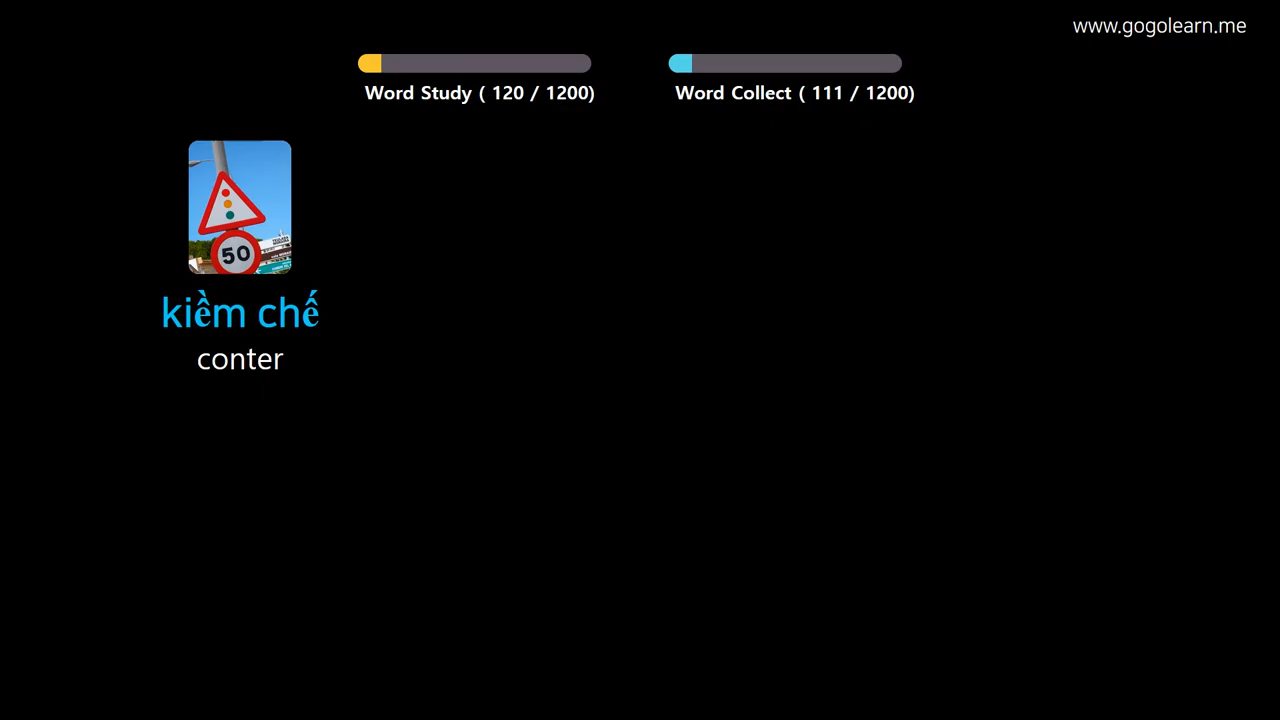 www.gogolearn.me
Word Study ( 120 / 1200)
Word Collect ( 111 / 1200)
50
kiềm chế
conter